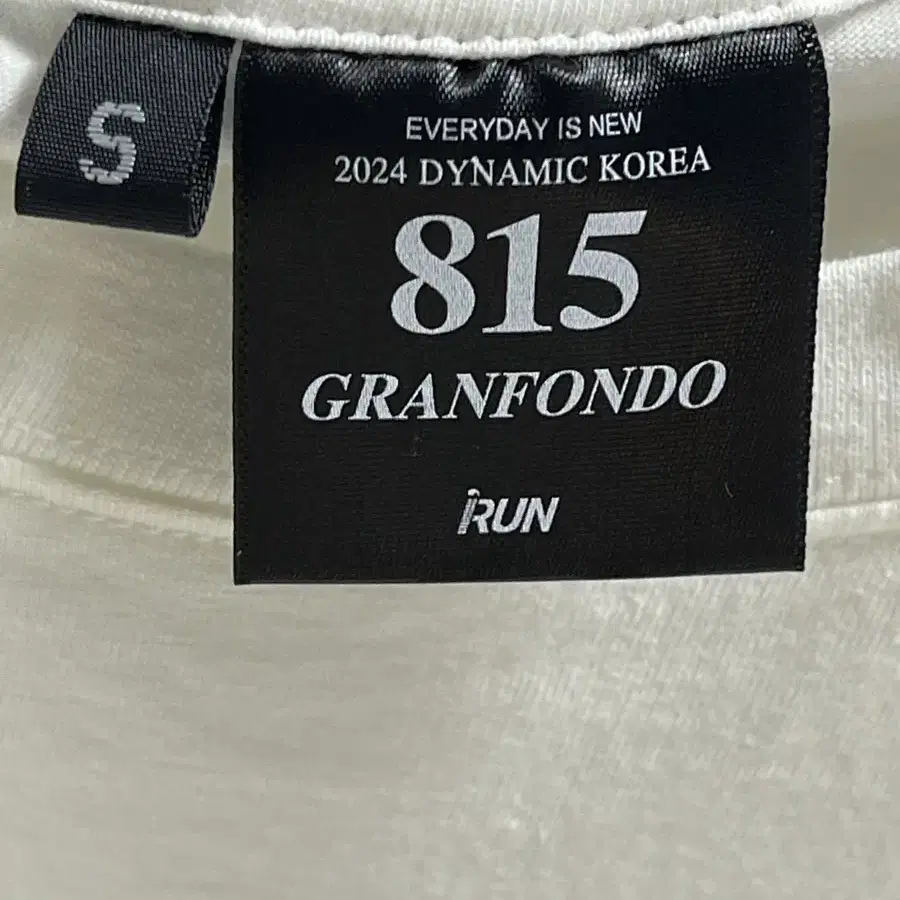 S
EVERYDAY IS NEW
2024 DYNAMIC KOREA
815
GRANFONDO
iRUN